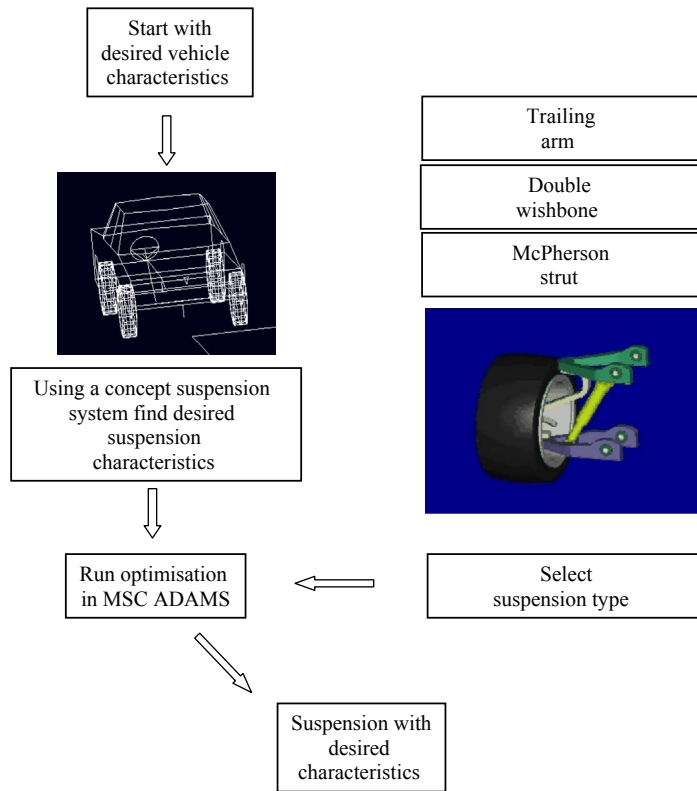 Start with
desired vehicle
characteristics
Trailing
arm
Double
wishbone
McPherson
strut
Using a concept suspension
system find desired
suspension
characteristics
Run optimisation
in MSC ADAMS
Select
suspension type
Suspension with
desired
characteristics